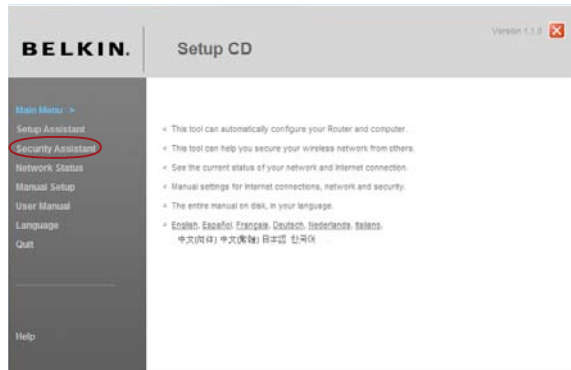 BELKIN.
Setup CD
Version 1.1.0
Main Menu >
Setup Assistant
This tool can automatically configure your Router and computer.
Security Assistant
This tool can help you secure your wireless network from others.
Network Status
See the current status of your network and Internet connection.
Manual Setup
Manual settings for Internet connections, network and security.
User Manual
The entire manual on disk, in your language.
Language
English, Español, Français, Deutsch, Nederlands, Italiano,
中文(简体) 中文(繁體) 日本語 한국어
Quit
Help